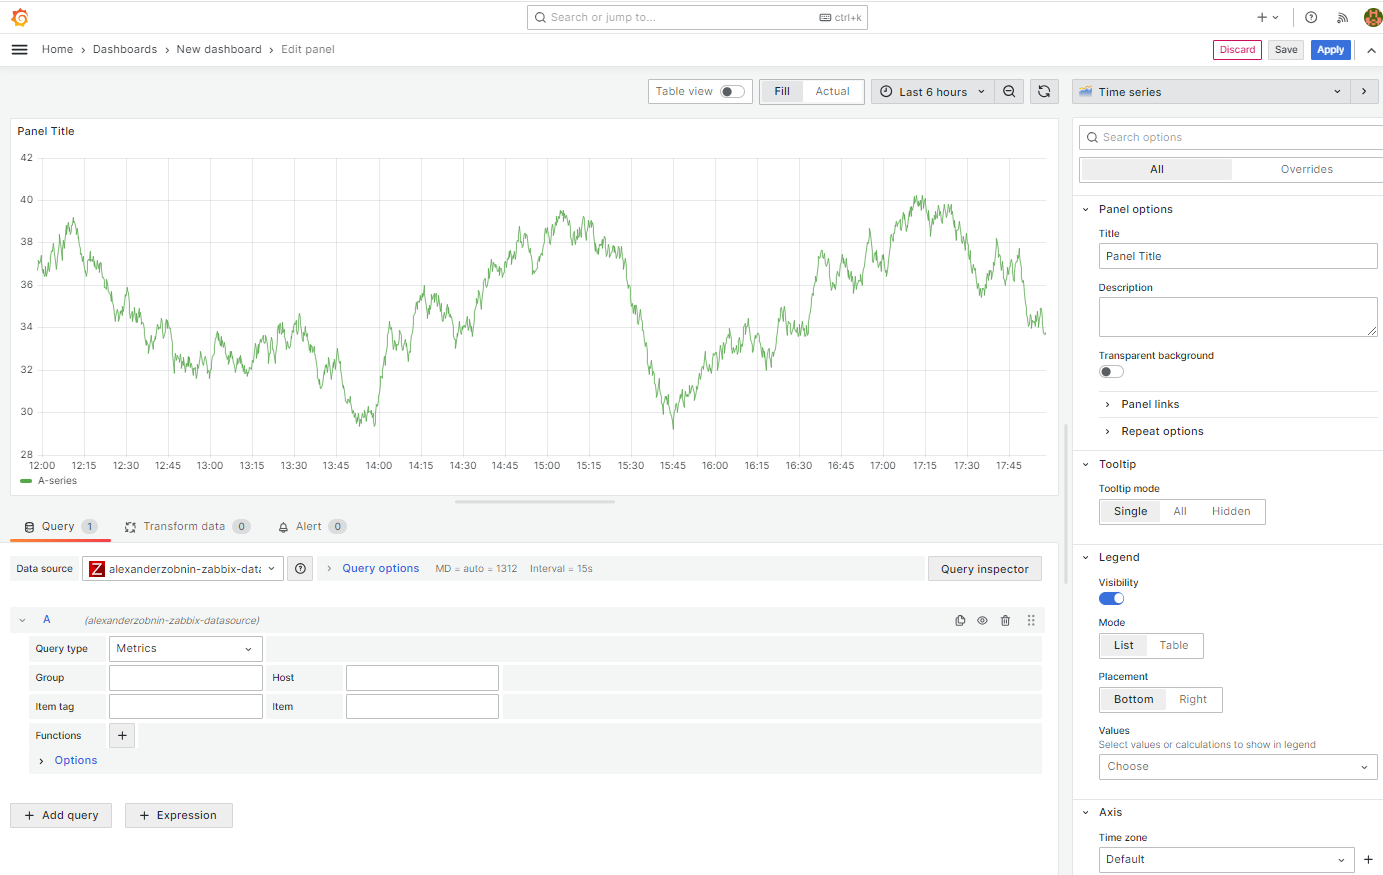 Search or jump to...
ctrl+k
Home
Dashboards
New dashboard
Edit panel
Discard
Save
Apply
Table view
Fill
Actual
Last 6 hours
Time series
Panel Title
42
40
38
36
34
32
30
28
12:00
12:15
12:30
12:45
13:00
13:15
13:30
13:45
14:00
14:15
14:30
14:45
15:00
15:15
15:30
15:45
16:00
16:15
16:30
16:45
17:00
17:15
17:30
17:45
A-series
Query 1
Transform data 0
Alert 0
Data source
Z
alexanderzobnin-zabbix-data
Query options
MD = auto = 1312
Interval = 15s
Query inspector
A
(alexanderzobnin-zabbix-datasource)
Query type
Metrics
Group
Host
Item tag
Item
Functions
Options
+ Add query
+ Expression
Search options
All
Overrides
Panel options
Title
Panel Title
Description
Transparent background
Panel links
Repeat options
Tooltip
Tooltip mode
Single
All
Hidden
Legend
Visibility
Mode
List
Table
Placement
Bottom
Right
Values
Select values or calculations to show in legend
Choose
Axis
Time zone
Default